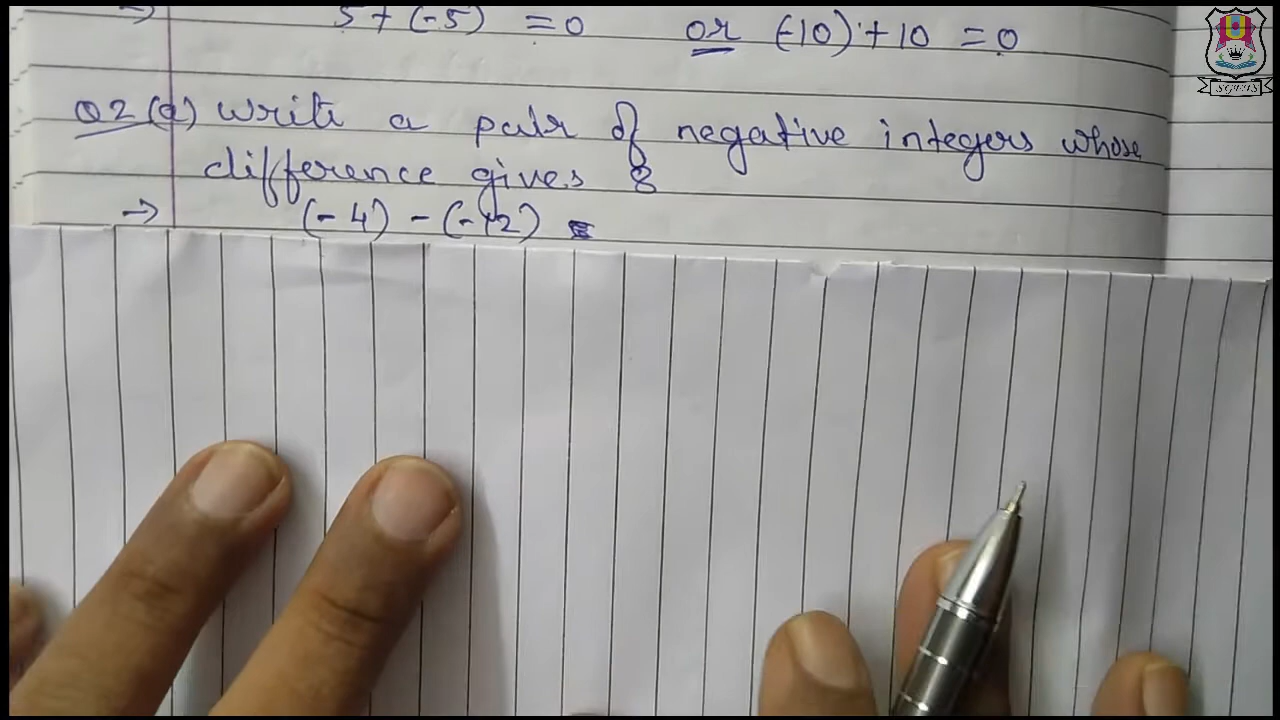 → 5 + (-5) = 0 or (-10) + 10 = 0
Q2 (a) Write a pair of negative integers whose
difference gives 8
→ (-4) - (-12) =